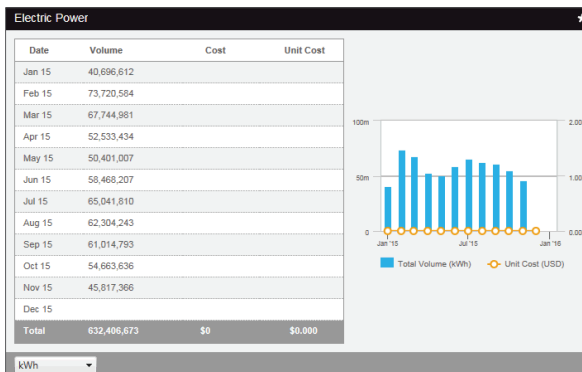 Electric Power
Date Volume Cost Unit Cost
Jan 15 40,696,612
Feb 15 73,720,584
Mar 15 67,744,981
Apr 15 52,533,434
May 15 50,401,007
Jun 15 58,468,207
Jul 15 65,041,810
Aug 15 62,304,243
Sep 15 61,014,793
Oct 15 54,663,636
Nov 15 45,817,366
Dec 15
Total 632,406,673 $0 $0.000
100m 2.00
50m 1.00
0 0.00
Jan '15 Jul '15 Jan '16
Total Volume (kWh) Unit Cost (USD)
kWh